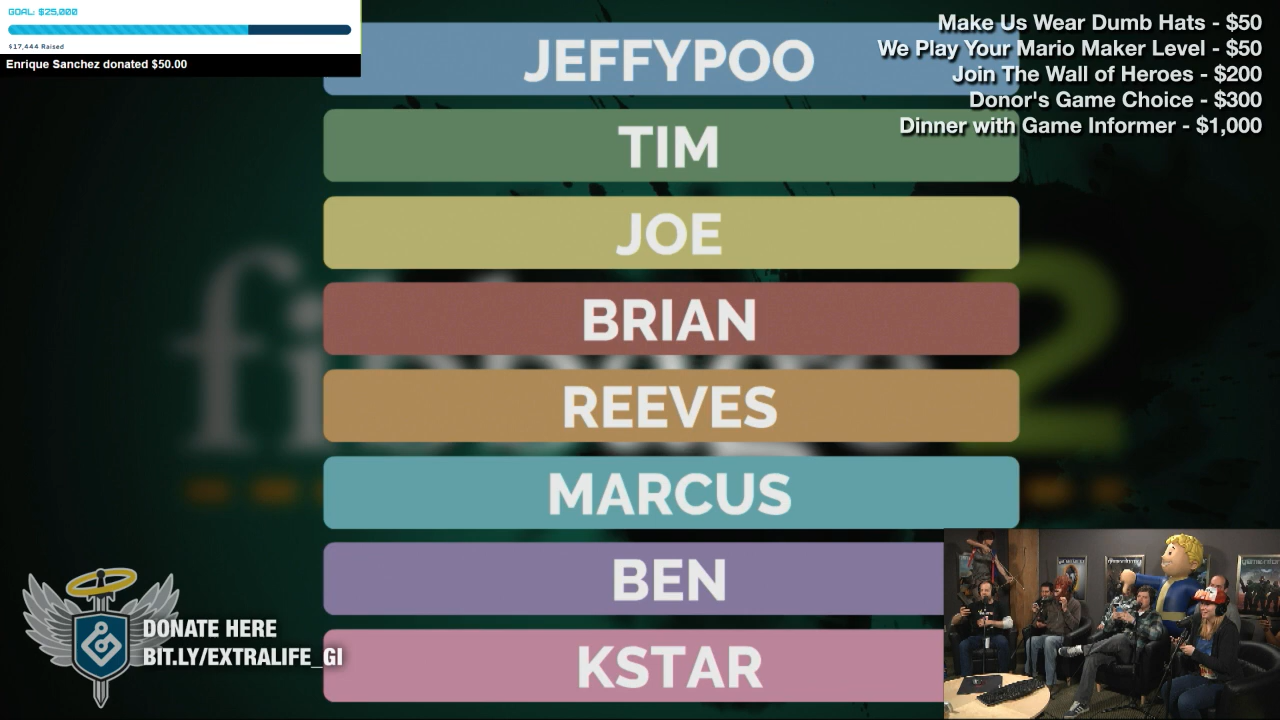 GOAL: $25,000
$17,444 Raised
Enrique Sanchez donated $50.00
Make Us Wear Dumb Hats - $50
We Play Your Mario Maker Level - $50
Join The Wall of Heroes - $200
Donor's Game Choice - $300
Dinner with Game Informer - $1,000
JEFFYPOO
TIM
JOE
BRIAN
REEVES
MARCUS
BEN
KSTAR
2
DONATE HERE
BIT.LY/EXTRALIFE_GI